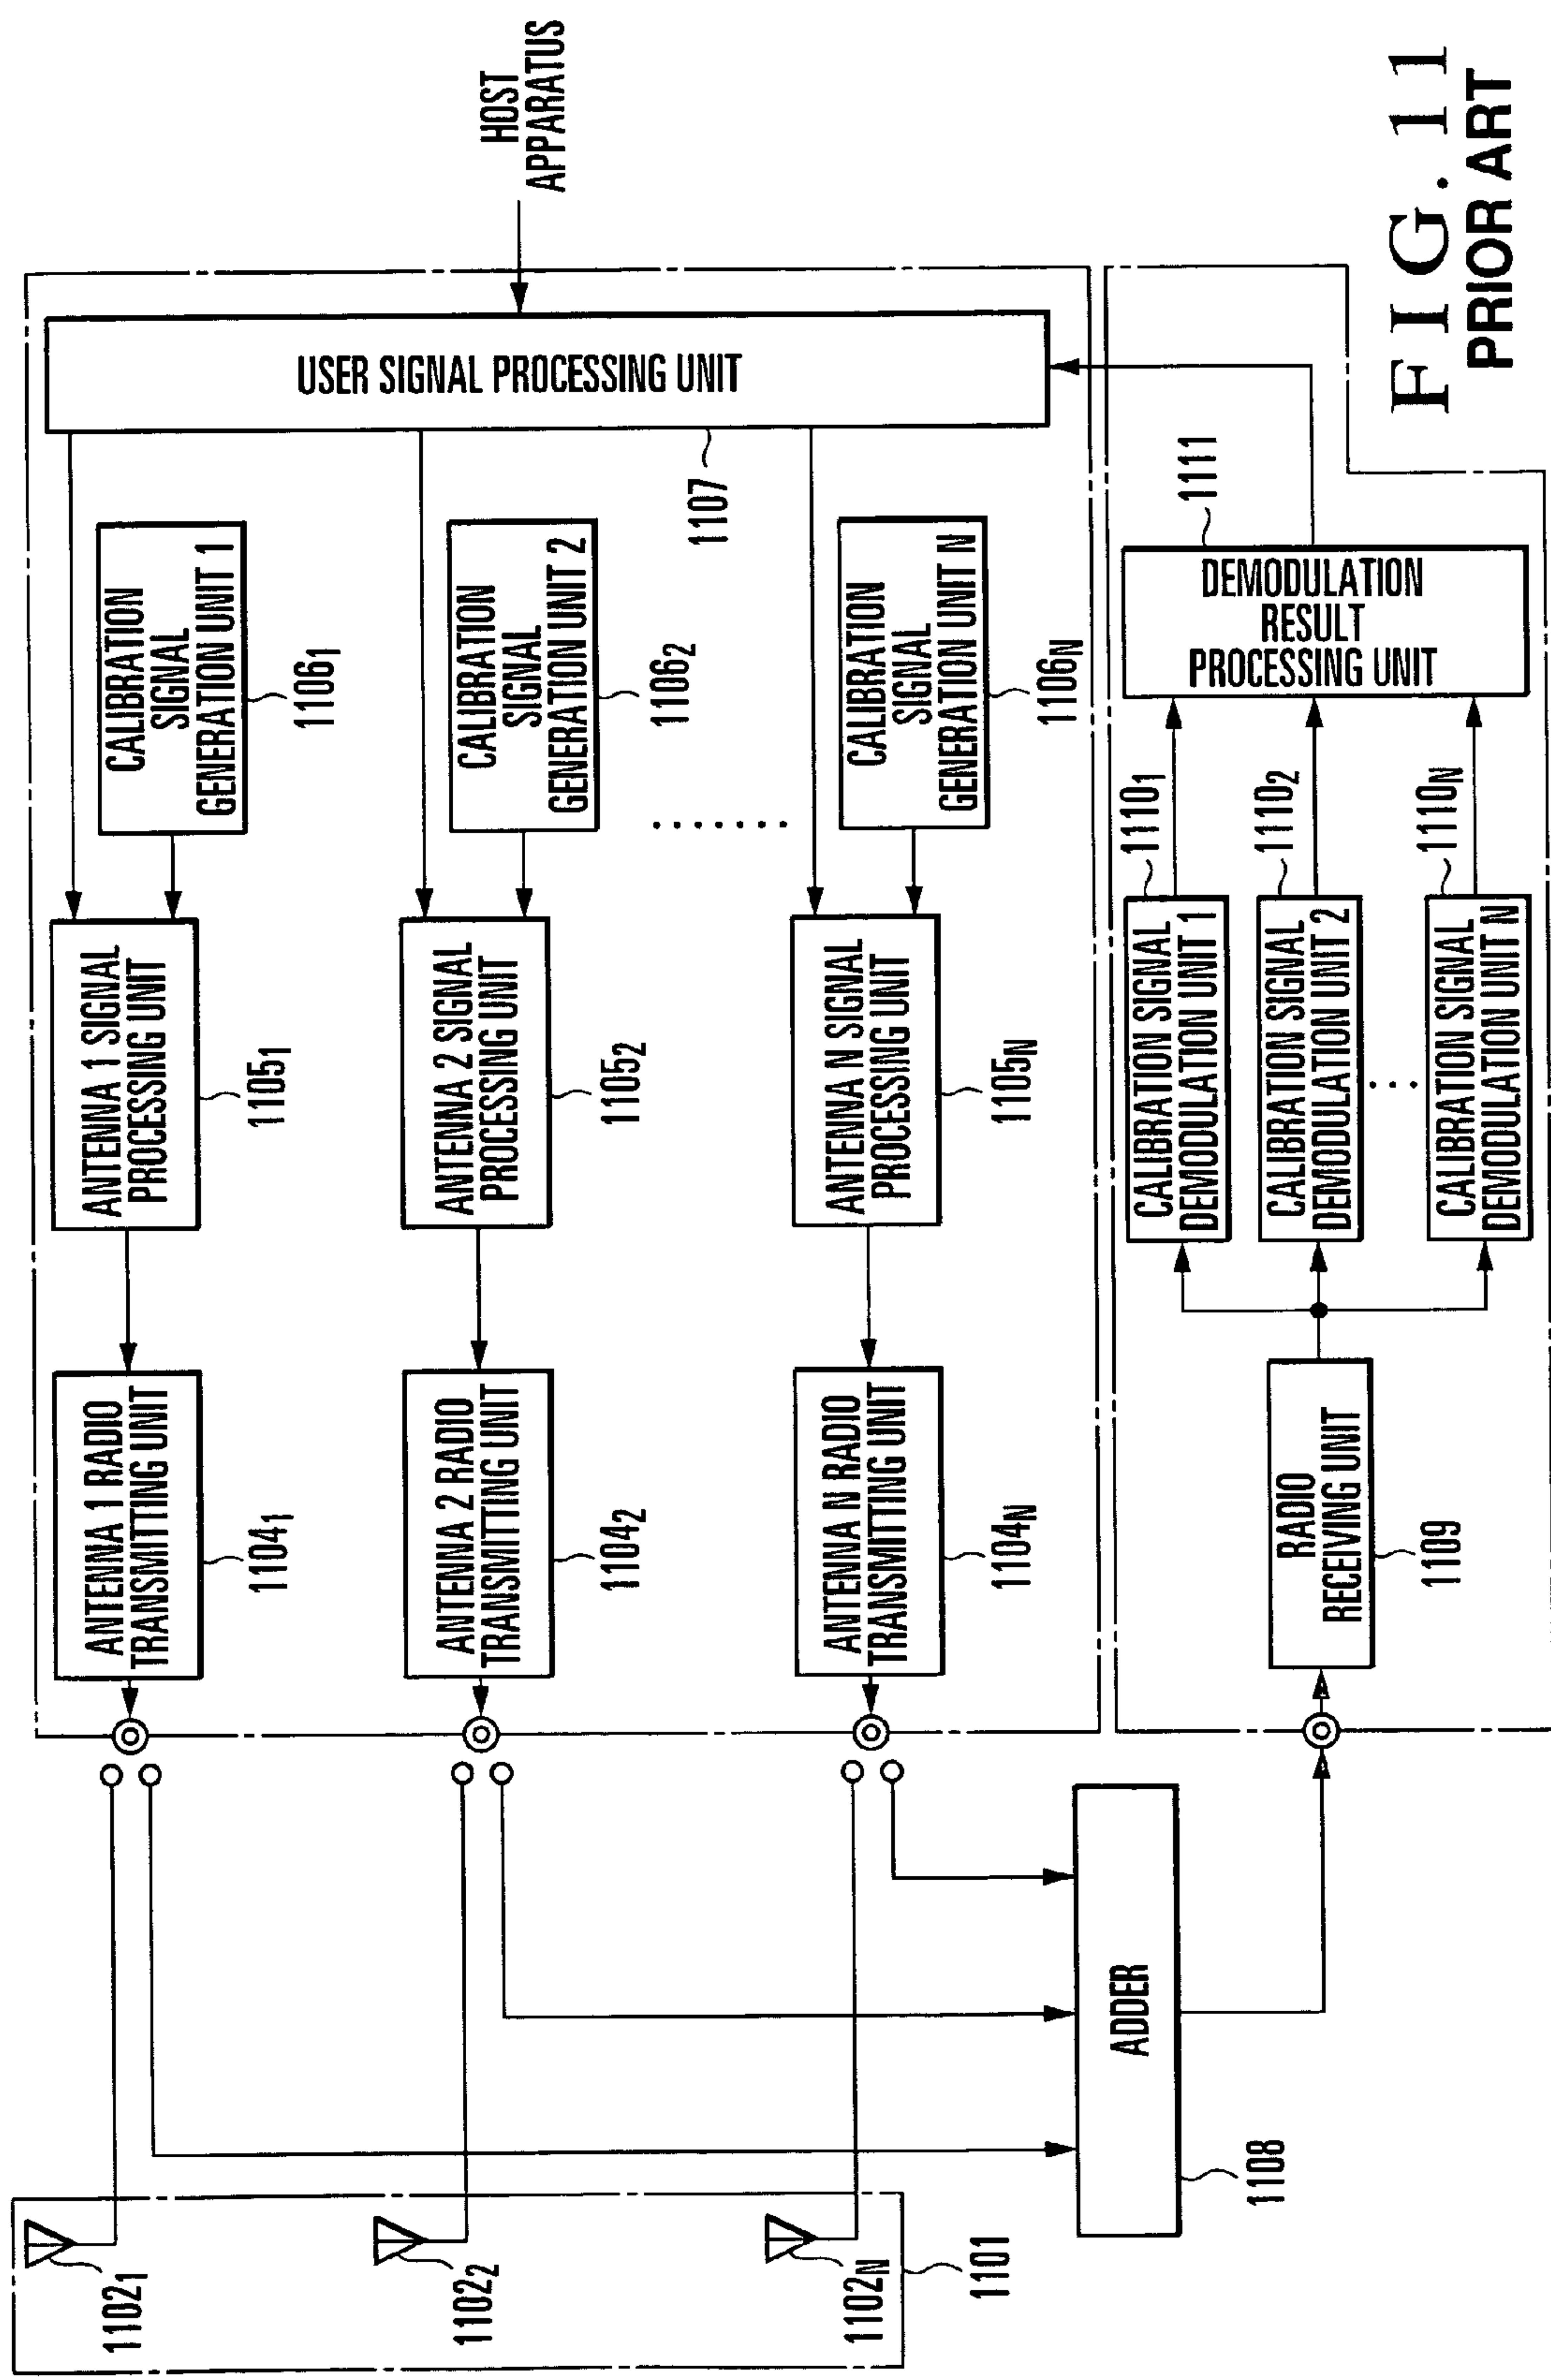 HOST
APPARATUS
USER SIGNAL PROCESSING UNIT
1107
CALIBRATION
SIGNAL
GENERATION UNIT 1
1106₁
CALIBRATION
SIGNAL
GENERATION UNIT 2
1106₂
.......
CALIBRATION
SIGNAL
GENERATION UNIT N
1106N
ANTENNA 1 SIGNAL
PROCESSING UNIT
1105₁
ANTENNA 2 SIGNAL
PROCESSING UNIT
1105₂
ANTENNA N SIGNAL
PROCESSING UNIT
1105N
ANTENNA 1 RADIO
TRANSMITTING UNIT
1104₁
ANTENNA 2 RADIO
TRANSMITTING UNIT
1104₂
ANTENNA N RADIO
TRANSMITTING UNIT
1104N
1102₁
1102₂
1102N
1101
ADDER
1108
RADIO
RECEIVING UNIT
1109
CALIBRATION SIGNAL
DEMODULATION UNIT 1
1110₁
CALIBRATION SIGNAL
DEMODULATION UNIT 2
1110₂
...
CALIBRATION SIGNAL
DEMODULATION UNIT N
1110N
DEMODULATION
RESULT
PROCESSING UNIT
1111
FIG. 11
PRIOR ART